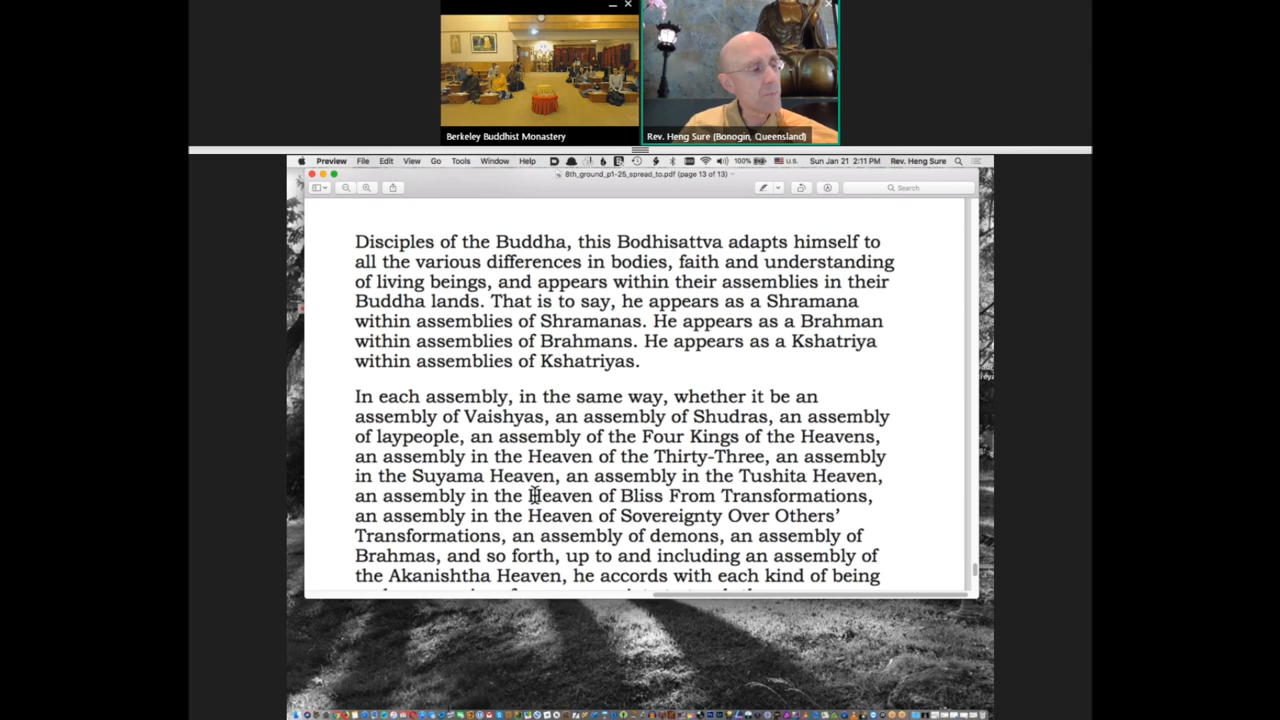 Berkeley Buddhist Monastery
Rev. Heng Sure (Bonogin, Queensland)
Preview File Edit View Go Tools Window Help 100% U.S. Sun Jan 21 2:11 PM Rev. Heng Sure
8th_ground_p1-25_spread_to.pdf (page 13 of 13)
Search
Disciples of the Buddha, this Bodhisattva adapts himself to
all the various differences in bodies, faith and understanding
of living beings, and appears within their assemblies in their
Buddha lands. That is to say, he appears as a Shramana
within assemblies of Shramanas. He appears as a Brahman
within assemblies of Brahmans. He appears as a Kshatriya
within assemblies of Kshatriyas.
In each assembly, in the same way, whether it be an
assembly of Vaishyas, an assembly of Shudras, an assembly
of laypeople, an assembly of the Four Kings of the Heavens,
an assembly in the Heaven of the Thirty-Three, an assembly
in the Suyama Heaven, an assembly in the Tushita Heaven,
an assembly in the Heaven of Bliss From Transformations,
an assembly in the Heaven of Sovereignty Over Others’
Transformations, an assembly of demons, an assembly of
Brahmas, and so forth, up to and including an assembly of
the Akanishtha Heaven, he accords with each kind of being